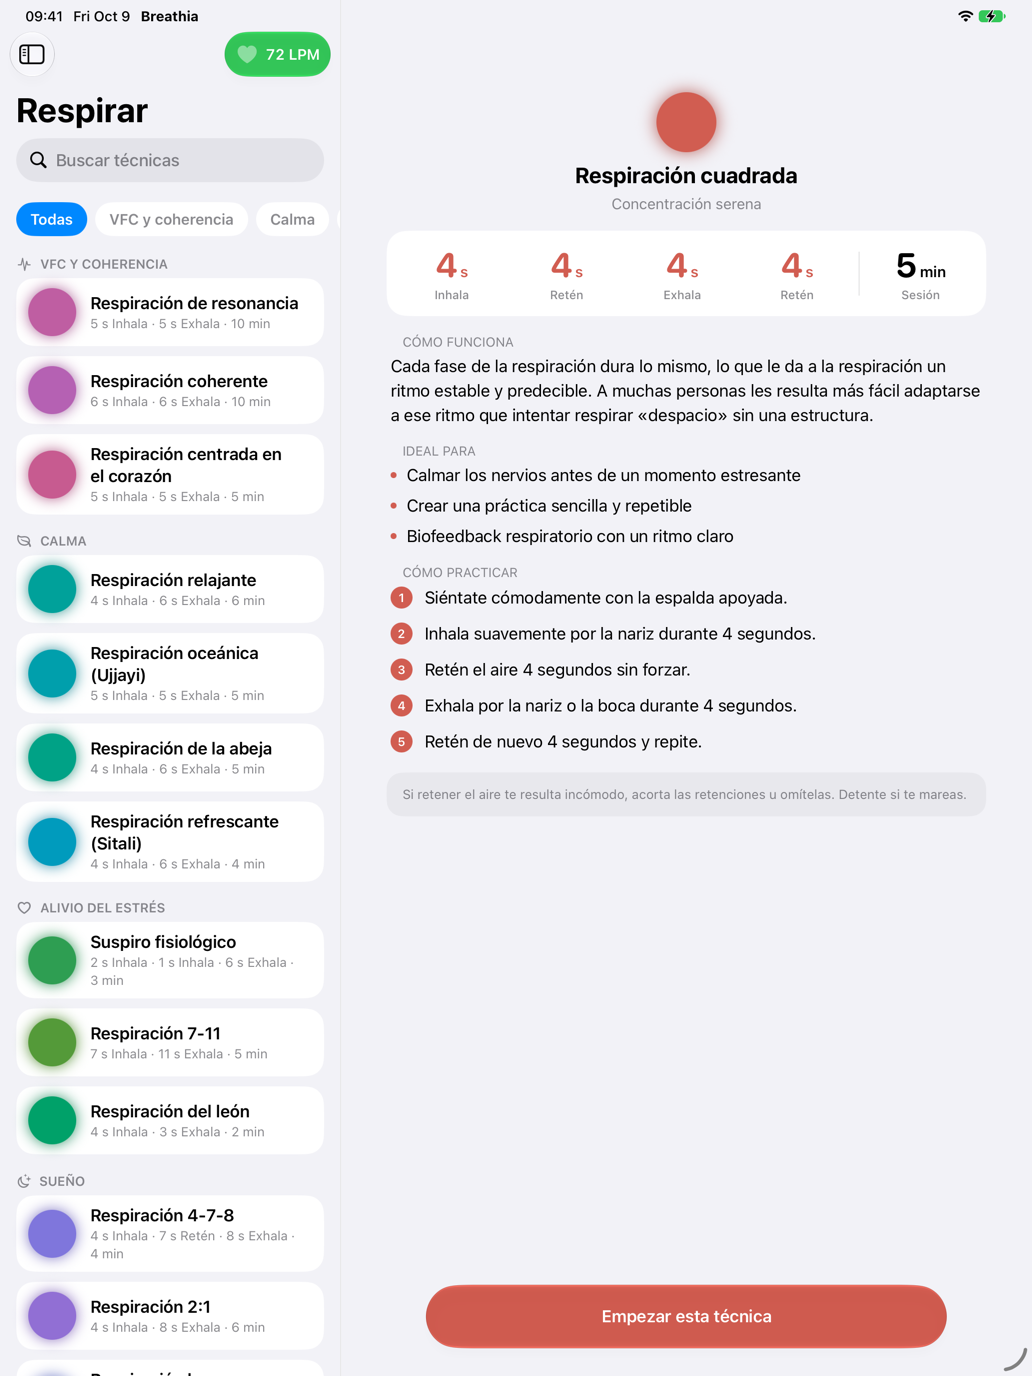 09:41 Fri Oct 9 Breathia
72 LPM
Respirar
Buscar técnicas
Todas
VFC y coherencia
Calma
VFC Y COHERENCIA
Respiración de resonancia
5 s Inhala · 5 s Exhala · 10 min
Respiración coherente
6 s Inhala · 6 s Exhala · 10 min
Respiración centrada en
el corazón
5 s Inhala · 5 s Exhala · 5 min
CALMA
Respiración relajante
4 s Inhala · 6 s Exhala · 6 min
Respiración oceánica
(Ujjayi)
5 s Inhala · 5 s Exhala · 5 min
Respiración de la abeja
4 s Inhala · 6 s Exhala · 5 min
Respiración refrescante
(Sitali)
4 s Inhala · 6 s Exhala · 4 min
ALIVIO DEL ESTRÉS
Suspiro fisiológico
2 s Inhala · 1 s Inhala · 6 s Exhala ·
3 min
Respiración 7-11
7 s Inhala · 11 s Exhala · 5 min
Respiración del león
4 s Inhala · 3 s Exhala · 2 min
SUEÑO
Respiración 4-7-8
4 s Inhala · 7 s Retén · 8 s Exhala ·
4 min
Respiración 2:1
4 s Inhala · 8 s Exhala · 6 min
Respiración cuadrada
Concentración serena
4 s
Inhala
4 s
Retén
4 s
Exhala
4 s
Retén
5 min
Sesión
CÓMO FUNCIONA
Cada fase de la respiración dura lo mismo, lo que le da a la respiración un
ritmo estable y predecible. A muchas personas les resulta más fácil adaptarse
a ese ritmo que intentar respirar «despacio» sin una estructura.
IDEAL PARA
• Calmar los nervios antes de un momento estresante
• Crear una práctica sencilla y repetible
• Biofeedback respiratorio con un ritmo claro
CÓMO PRACTICAR
1 Siéntate cómodamente con la espalda apoyada.
2 Inhala suavemente por la nariz durante 4 segundos.
3 Retén el aire 4 segundos sin forzar.
4 Exhala por la nariz o la boca durante 4 segundos.
5 Retén de nuevo 4 segundos y repite.
Si retener el aire te resulta incómodo, acorta las retenciones u omítelas. Detente si te mareas.
Empezar esta técnica